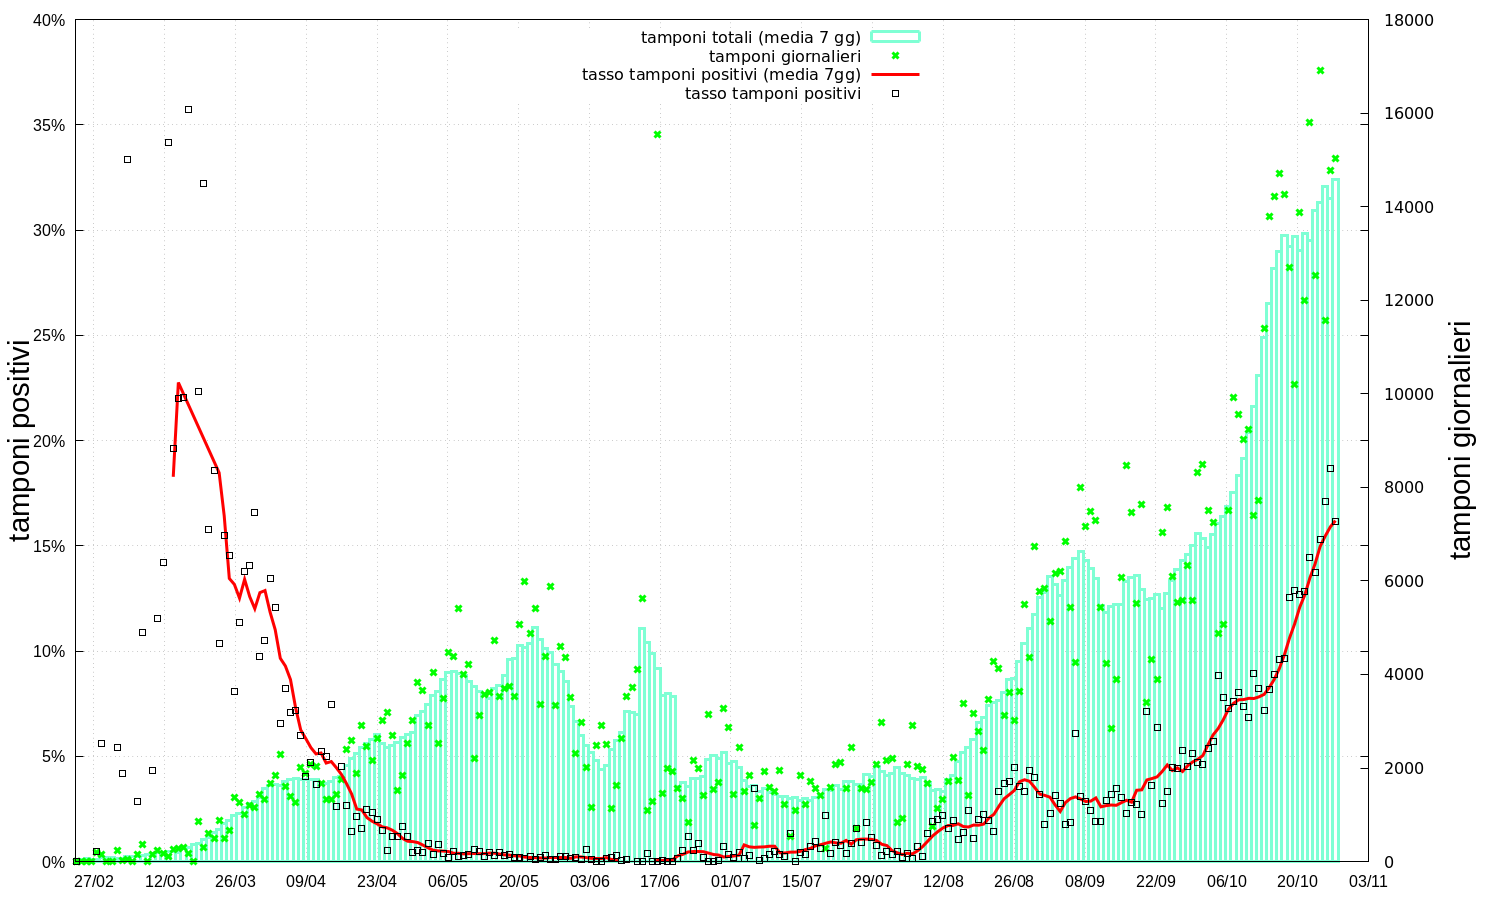 tamponi totali (media 7 gg)
tamponi giornalieri
tasso tamponi positivi (media 7gg)
tasso tamponi positivi
40%
35%
30%
25%
20%
15%
10%
5%
0%
tamponi positivi
18000
16000
14000
12000
10000
8000
6000
4000
2000
0
tamponi giornalieri
27/02 12/03 26/03 09/04 23/04 06/05 20/05 03/06 17/06 01/07 15/07 29/07 12/08 26/08 08/09 22/09 06/10 20/10 03/11